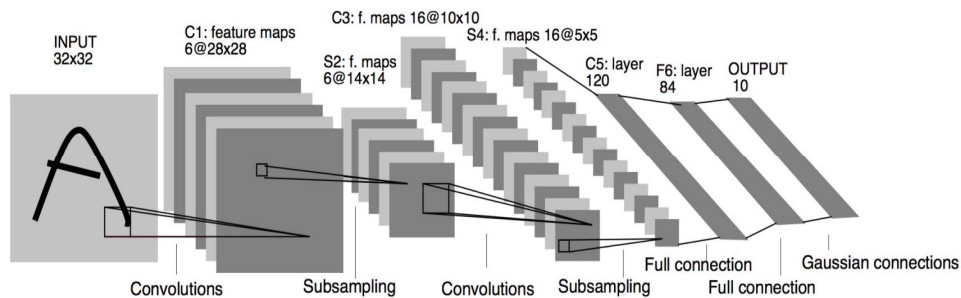 INPUT
32x32
C1: feature maps
6@28x28
S2: f. maps
6@14x14
C3: f. maps 16@10x10
S4: f. maps 16@5x5
C5: layer
120
F6: layer
84
OUTPUT
10
Convolutions
Subsampling
Convolutions
Subsampling
Full connection
Full connection
Gaussian connections
A